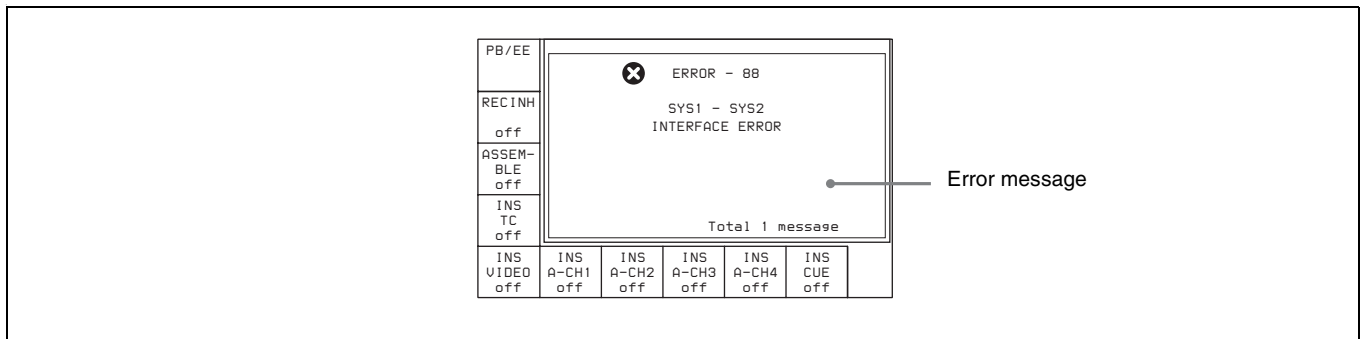 PB/EE
ERROR - 88
RECINH
off
SYS1 - SYS2
INTERFACE ERROR
ASSEM-
BLE
off
Error message
INS
TC
off
Total 1 message
INS
VIDEO
off
INS
A-CH1
off
INS
A-CH2
off
INS
A-CH3
off
INS
A-CH4
off
INS
CUE
off